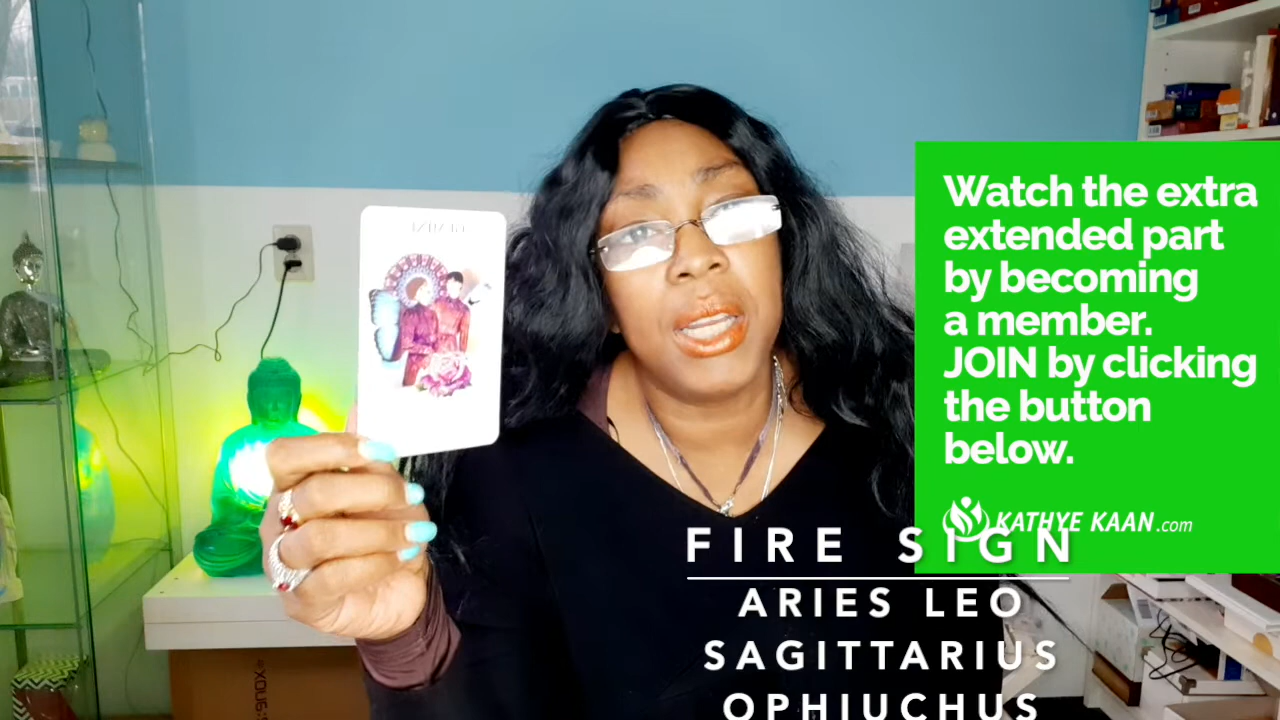 Watch the extra
extended part
by becoming
a member.
JOIN by clicking
the button
below.
KATHYE KAAN.com
FIRE SIGN
ARIES LEO
SAGITTARIUS
OPHIUCHUS